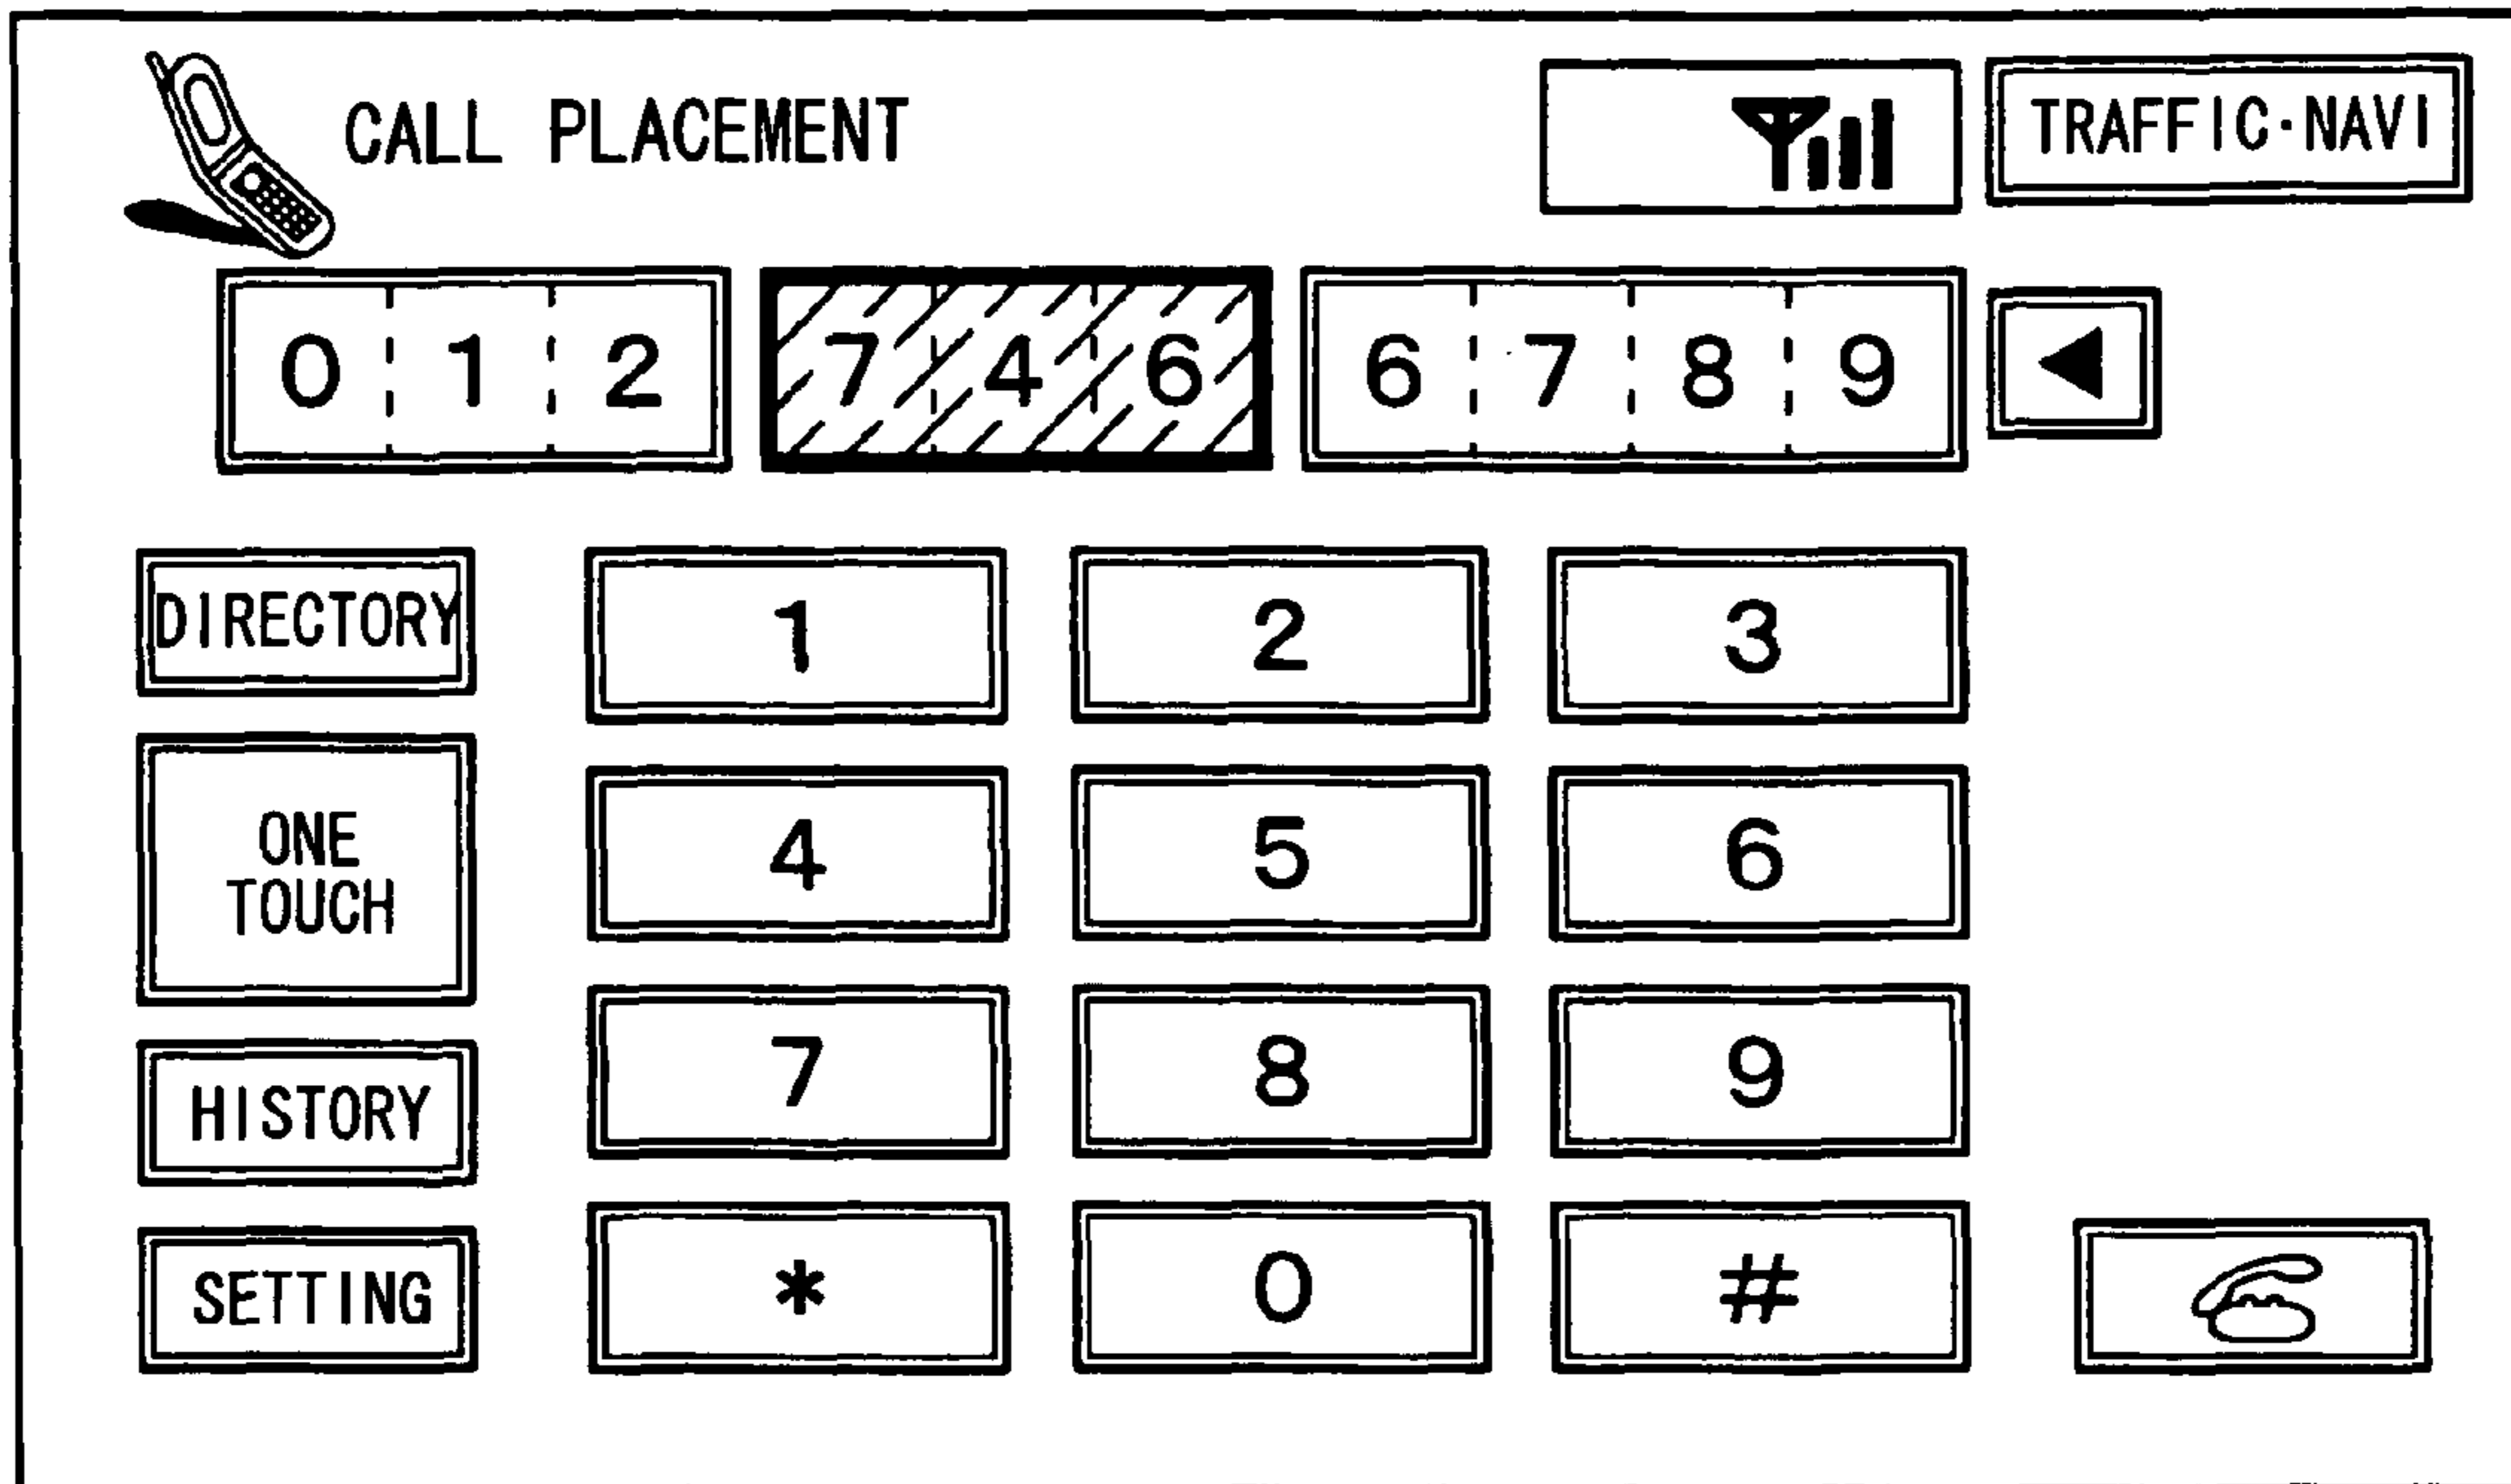 CALL PLACEMENT TRAFFIC·NAVI
0 1 2 7 4 6 6 7 8 9
DIRECTORY 1 2 3
ONE
TOUCH
4 5 6
HISTORY 7 8 9
SETTING * 0 #